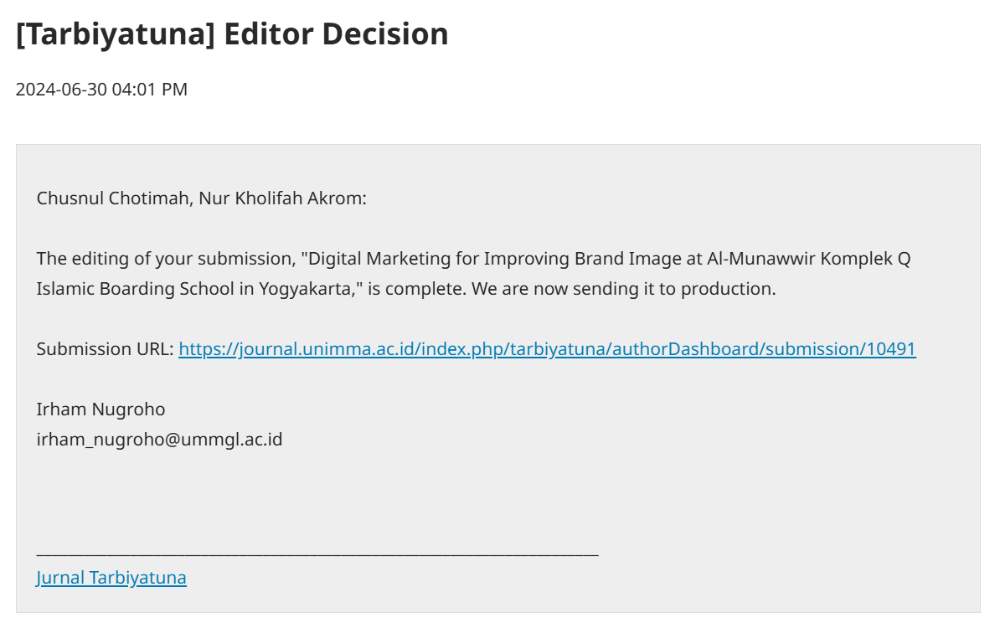 [Tarbiyatuna] Editor Decision
2024-06-30 04:01 PM
Chusnul Chotimah, Nur Kholifah Akrom:
The editing of your submission, "Digital Marketing for Improving Brand Image at Al-Munawwir Komplek Q
Islamic Boarding School in Yogyakarta," is complete. We are now sending it to production.
Submission URL: https://journal.unimma.ac.id/index.php/tarbiyatuna/authorDashboard/submission/10491
Irham Nugroho
irham_nugroho@ummgl.ac.id
________________________________________________________________________
Jurnal Tarbiyatuna